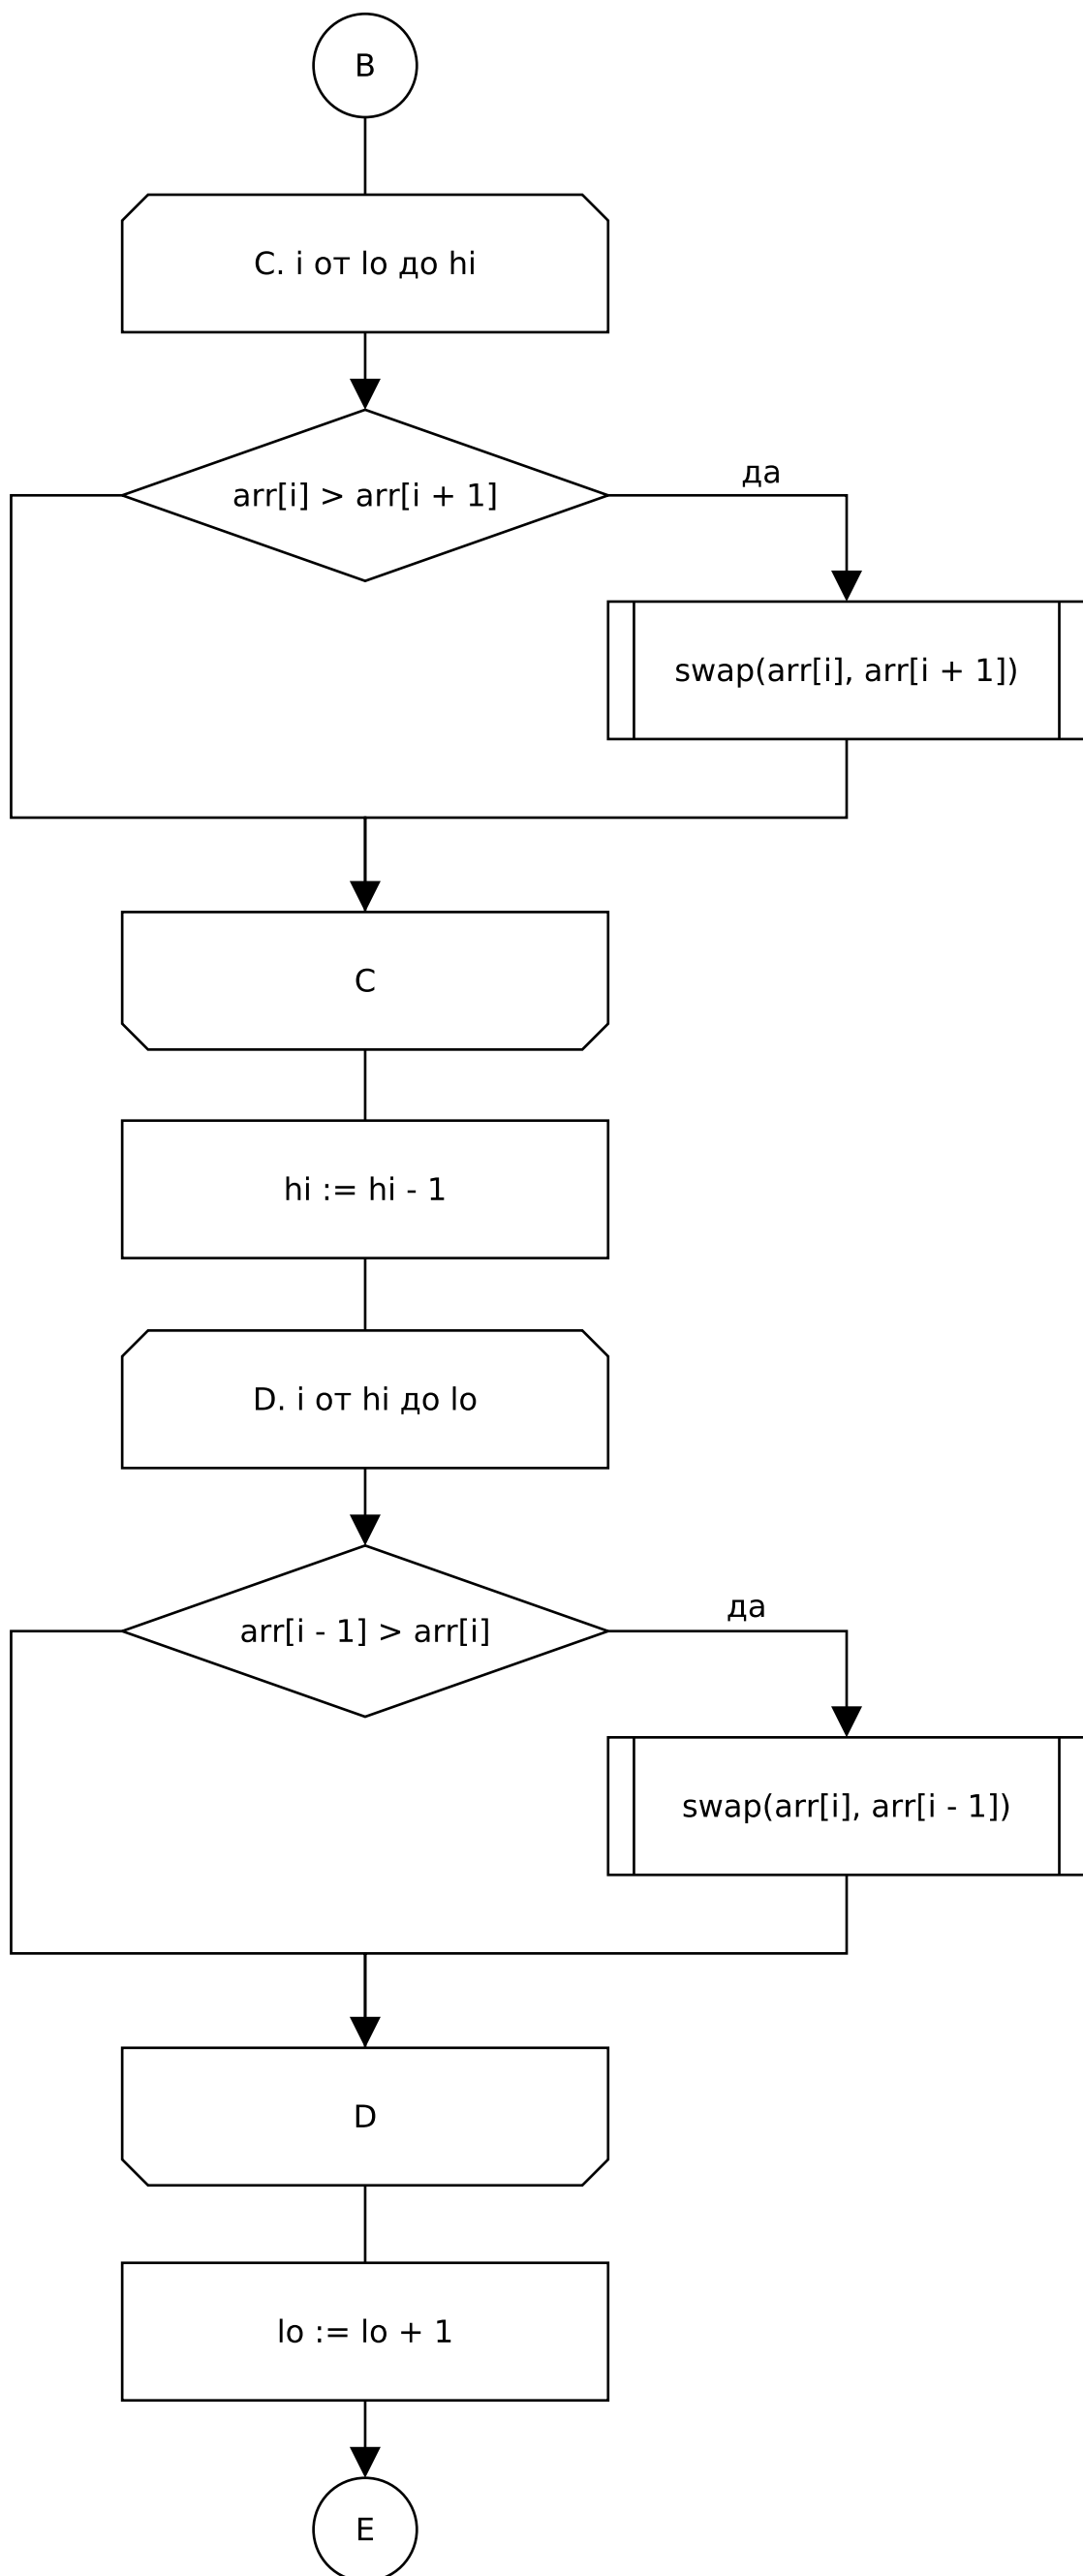 B
C. i от lo до hi
arr[i] > arr[i + 1]
да
swap(arr[i], arr[i + 1])
C
hi := hi - 1
D. i от hi до lo
arr[i - 1] > arr[i]
да
swap(arr[i], arr[i - 1])
D
lo := lo + 1
E